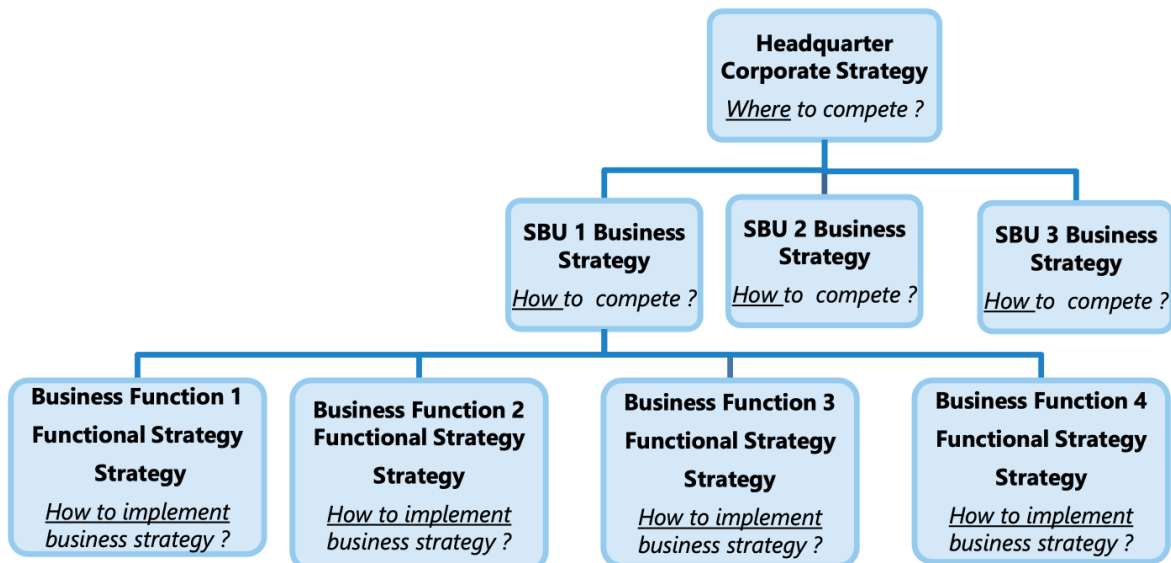 Headquarter
Corporate Strategy
Where to compete ?
SBU 1 Business
Strategy
How to  compete ?
SBU 2 Business
Strategy
How to  compete ?
SBU 3 Business
Strategy
How to  compete ?
Business Function 1
Functional Strategy
Strategy
How to implement
business strategy ?
Business Function 2
Functional Strategy
Strategy
How to implement
business strategy ?
Business Function 3
Functional Strategy
Strategy
How to implement
business strategy ?
Business Function 4
Functional Strategy
Strategy
How to implement
business strategy ?